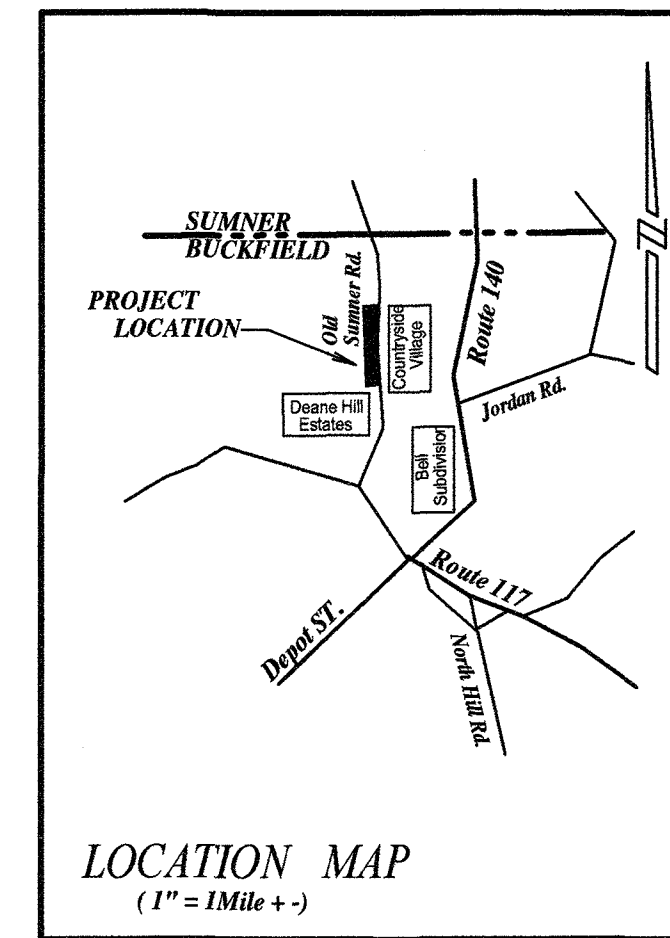 SUMNER
BUCKFIELD
PROJECT
LOCATION
Old
Sumner Rd.
Countryside
Village
Route 140
Jordan Rd.
Deane Hill
Estates
Bell
Subdivision
Route 117
Depot ST.
North Hill Rd.
N
LOCATION MAP
( 1" = 1Mile + -)